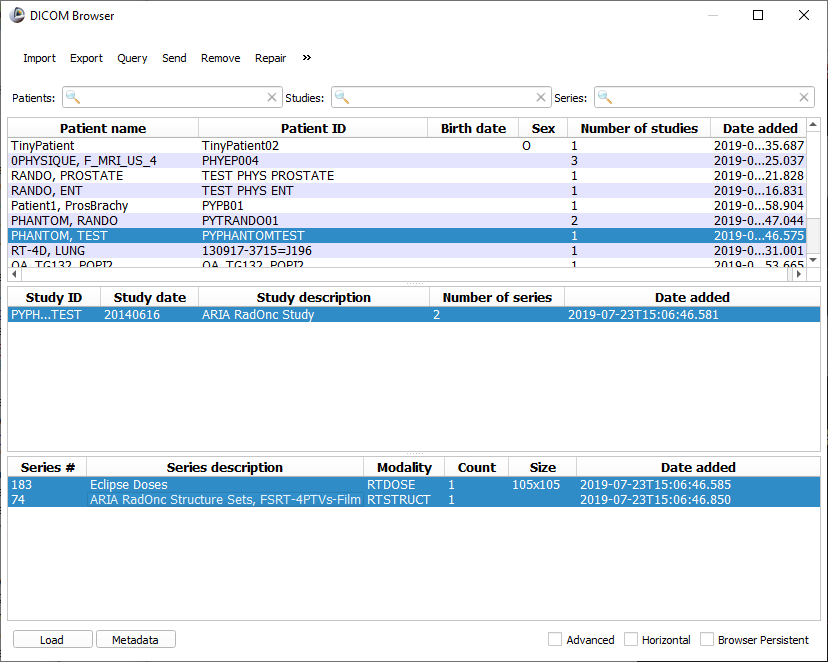 DICOM Browser
Import Export Query Send Remove Repair »
Patients: Studies: Series:
Patient name Patient ID Birth date Sex Number of studies Date added
TinyPatient TinyPatient02 O 1 2019-0...35.687
0PHYSIQUE, F_MRI_US_4 PHYEP004 3 2019-0...25.037
RANDO, PROSTATE TEST PHYS PROSTATE 1 2019-0...21.828
RANDO, ENT TEST PHYS ENT 1 2019-0...16.831
Patient1, ProsBrachy PYPB01 1 2019-0...58.904
PHANTOM, RANDO PYTRANDO01 2 2019-0...47.044
PHANTOM, TEST PYPHANTOMTEST 1 2019-0...46.575
RT-4D, LUNG 130917-3715=J196 1 2019-0...31.001
QA, TG132, POPI2 QA, TG132, POPI2 1 2019-0...53.665
Study ID Study date Study description Number of series Date added
PYPH...TEST 20140616 ARIA RadOnc Study 2 2019-07-23T15:06:46.581
Series # Series description Modality Count Size Date added
183 Eclipse Doses RTDOSE 1 105x105 2019-07-23T15:06:46.585
74 ARIA RadOnc Structure Sets, FSRT-4PTVs-Film RTSTRUCT 1 2019-07-23T15:06:46.850
Load Metadata Advanced Horizontal Browser Persistent